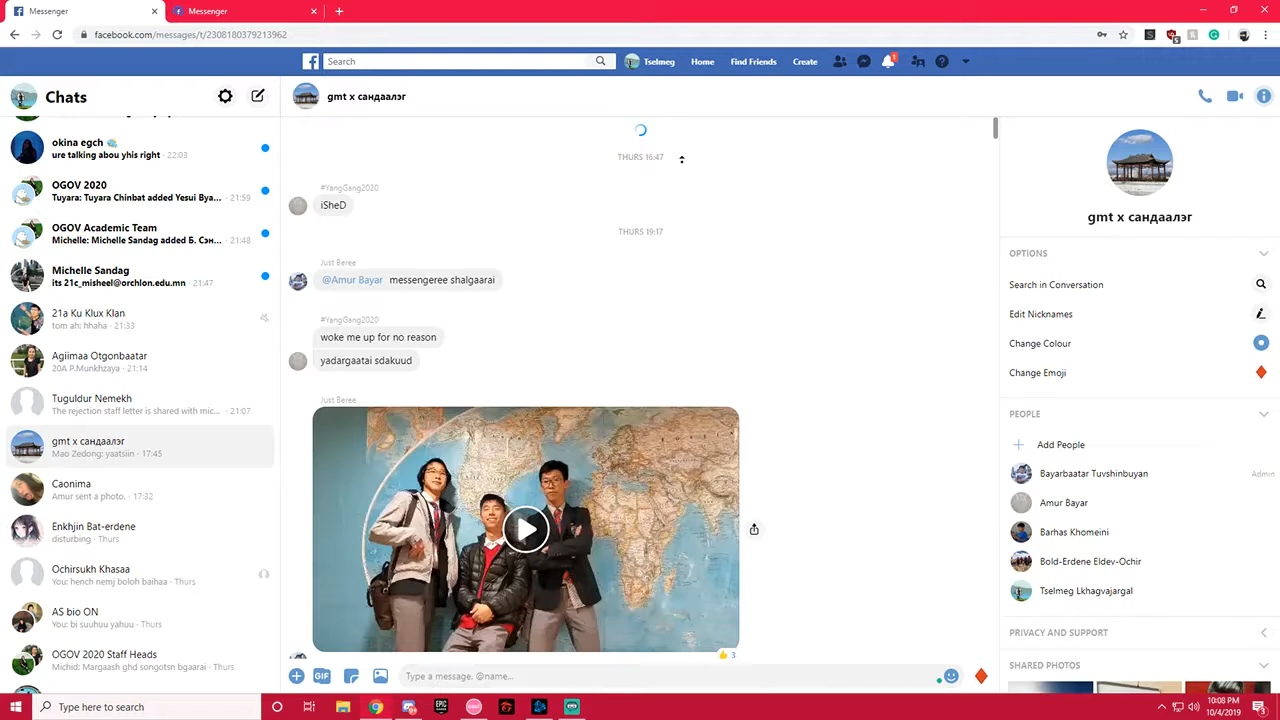 Messenger
Messenger
facebook.com/messages/t/2308180379213962
Search
Tselmeg
Home
Find Friends
Create
1
Chats
okina egch
ure talking abou yhis right · 22:03
OGOV 2020
Tuyara: Tuyara Chinbat added Yesui Bya... · 21:59
OGOV Academic Team
Michelle: Michelle Sandag added Б. Сэн... · 21:48
Michelle Sandag
its 21c_misheel@orchlon.edu.mn · 21:47
21a Ku Klux Klan
tom ah: hhaha · 21:33
Agiimaa Otgonbaatar
20A P.Munkhzaya · 21:14
Tuguldur Nemekh
The rejection staff letter is shared with mic... · 21:07
gmt x сандаалэг
Mao Zedong: yaatsiin · 17:45
Caonima
Amur sent a photo. · 17:32
Enkhjin Bat-erdene
disturbing · Thurs
Ochirsukh Khasaa
You: hench nemj boloh baihaa · Thurs
AS bio ON
You: bi suuhuu yahuu · Thurs
OGOV 2020 Staff Heads
Michid: Margaash ghd songotsn bgaarai · Thurs
gmt x сандаалэг
THURS 16:47
#YangGang2020
iSheD
THURS 19:17
Just Beree
@Amur Bayar messengeree shalgaarai
#YangGang2020
woke me up for no reason
yadargaatai sdakuud
Just Beree
3
GIF
Type a message, @name...
gmt x сандаалэг
OPTIONS
Search in Conversation
Edit Nicknames
Change Colour
Change Emoji
PEOPLE
Add People
Bayarbaatar Tuvshinbuyan
Admin
Amur Bayar
Barhas Khomeini
Bold-Erdene Eldev-Ochir
Tselmeg Lkhagvajargal
PRIVACY AND SUPPORT
SHARED PHOTOS
Type here to search
EPIC
GAMES
10:08 PM
10/4/2019
3